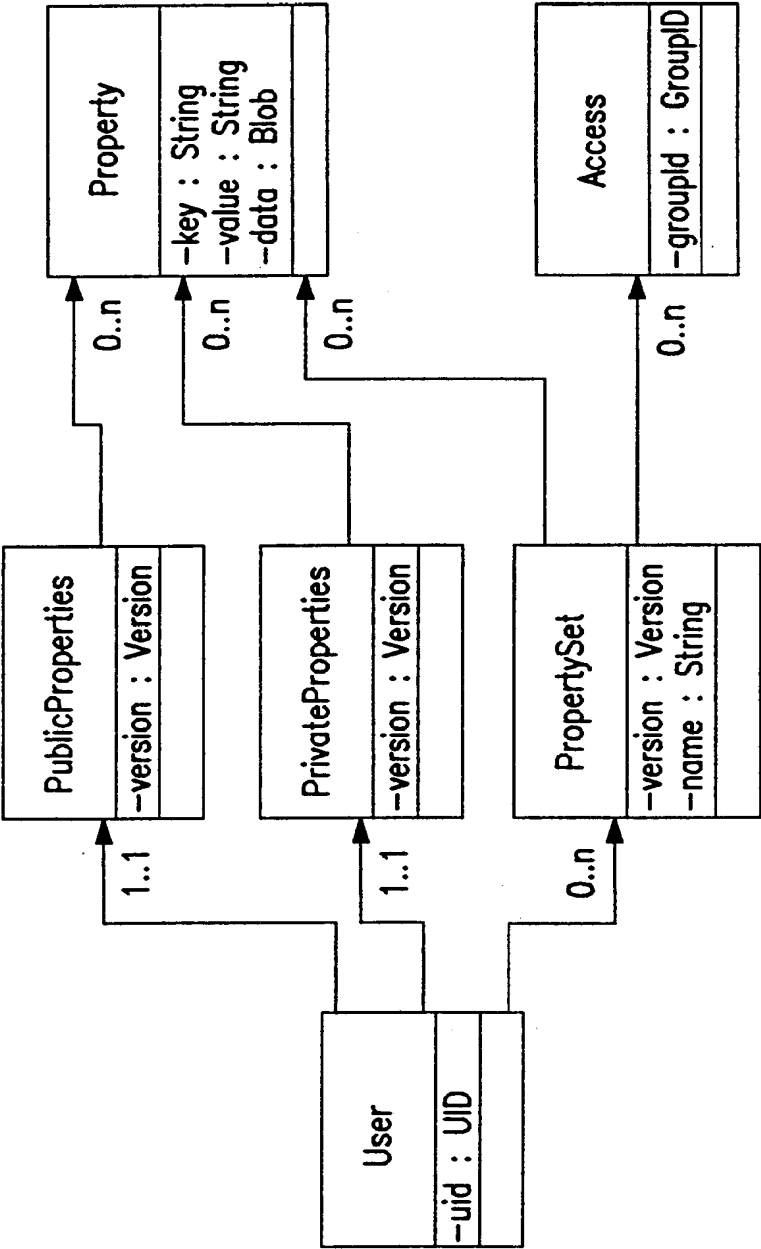 User
-uid : UID
1..1
1..1
0..n
PublicProperties
-version : Version
PrivateProperties
-version : Version
PropertySet
-version : Version
-name : String
0..n
0..n
0..n
0..n
Property
-key : String
-value : String
-data : Blob
Access
-groupId : GroupID